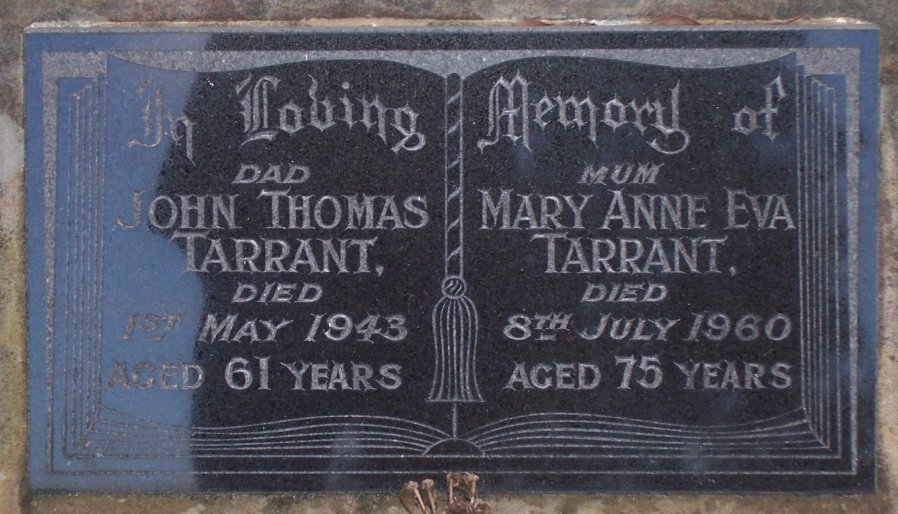 In Loving Memory of
DAD
JOHN THOMAS
TARRANT,
DIED
1ST MAY 1943
AGED 61 YEARS
MUM
MARY ANNE EVA
TARRANT,
DIED
8TH JULY 1960
AGED 75 YEARS